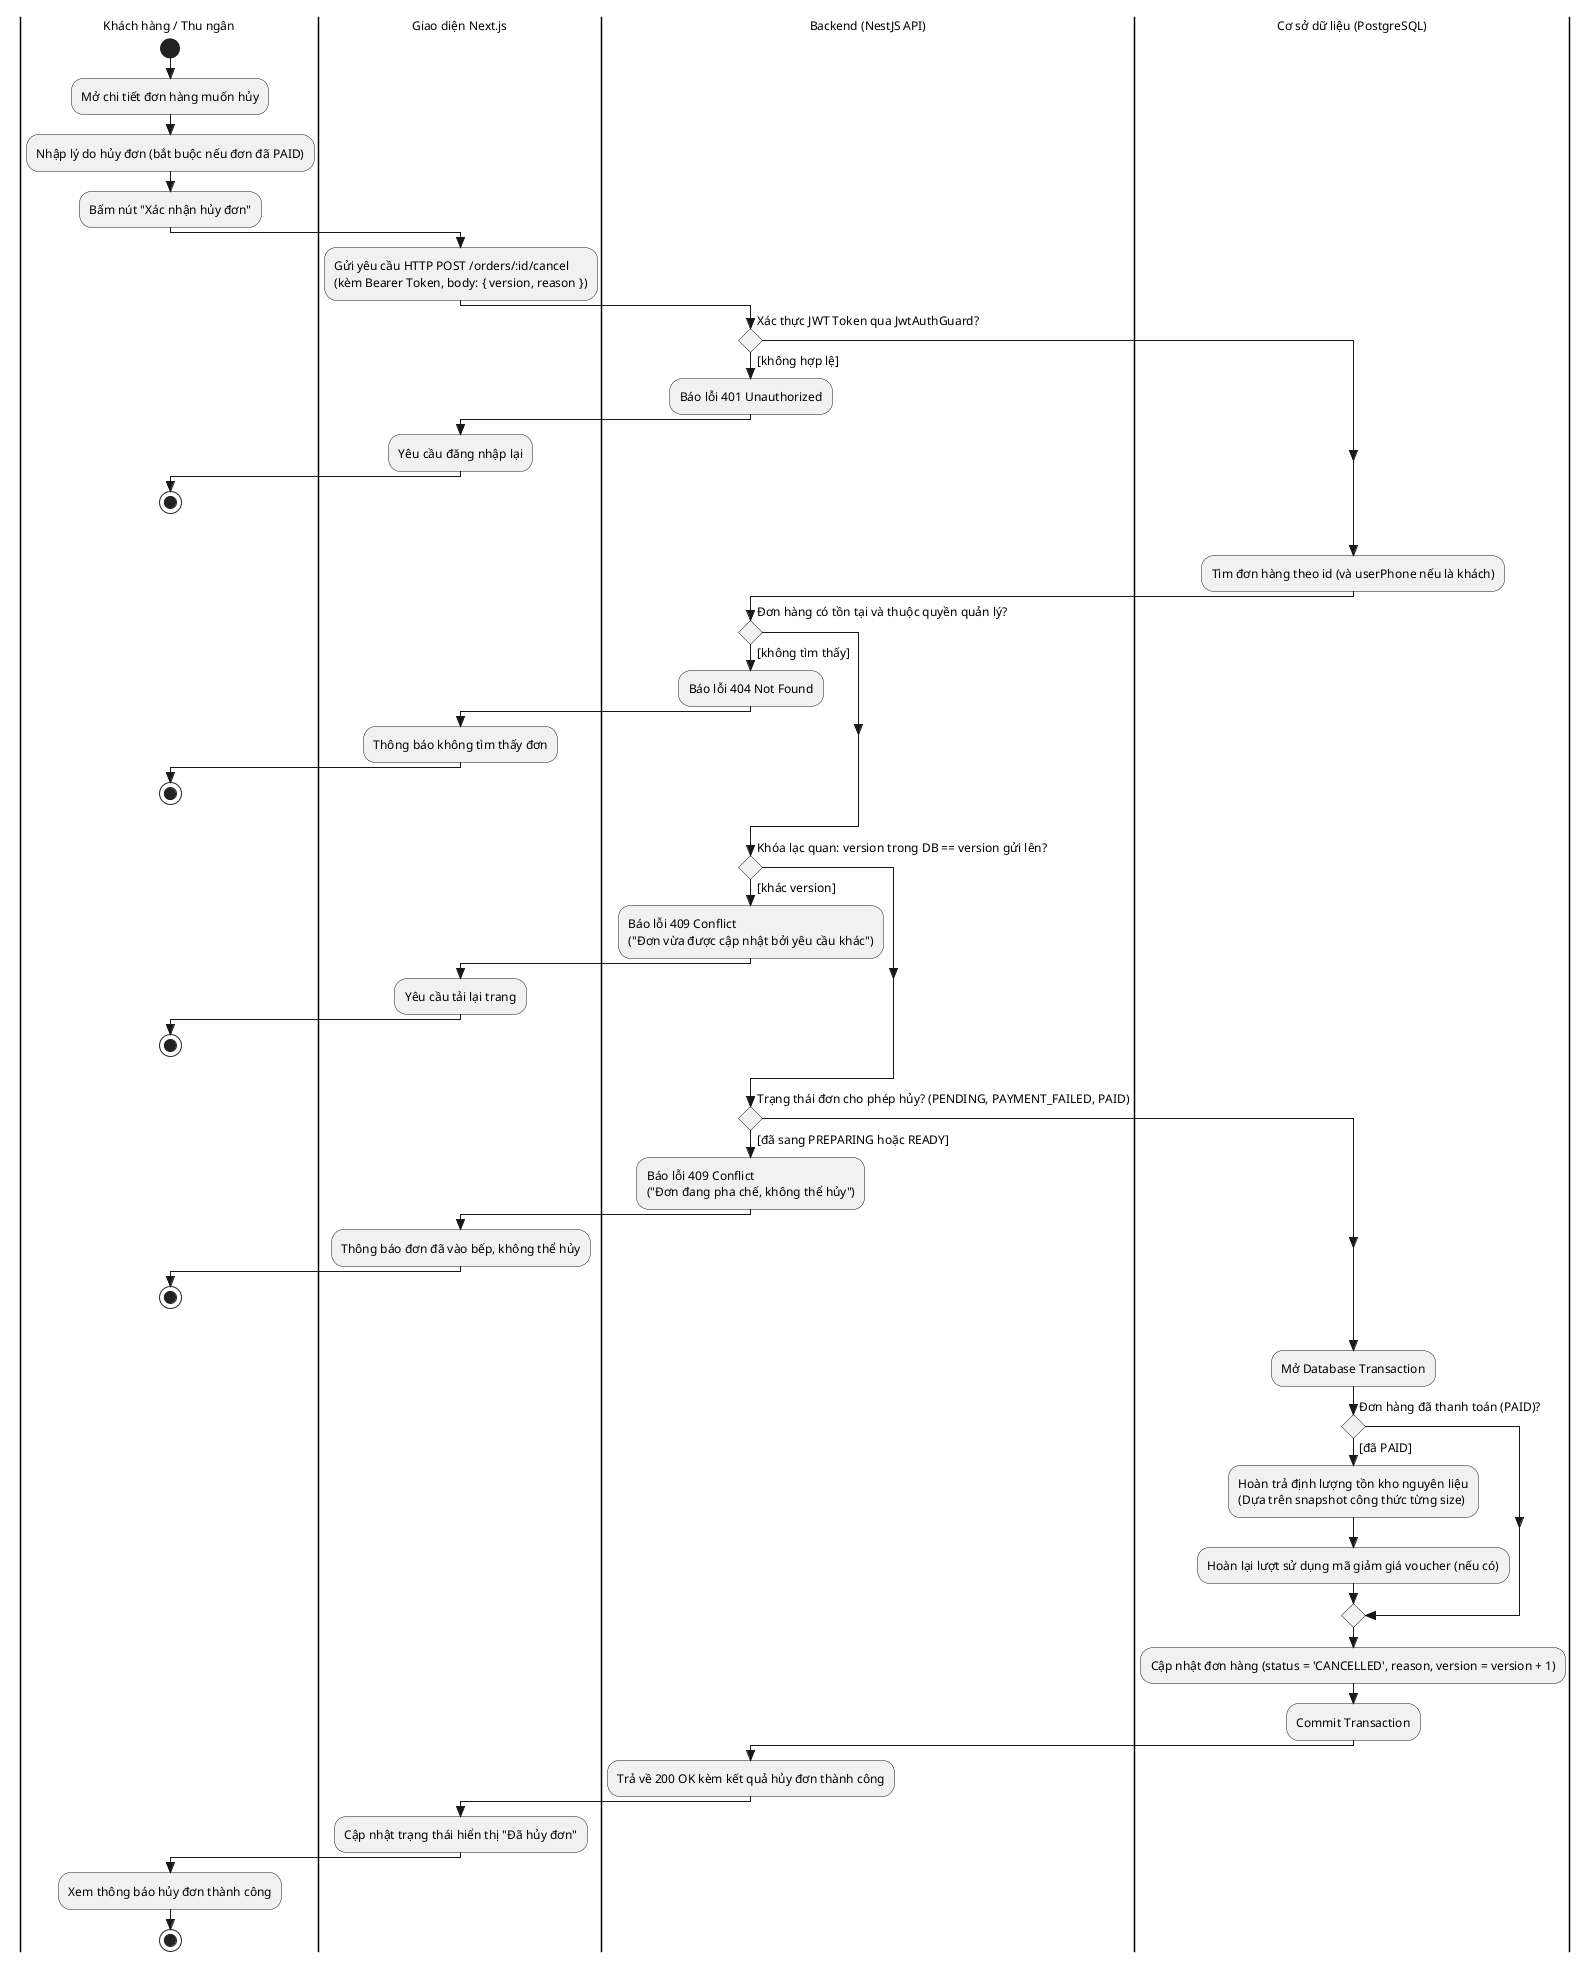 Khách hàng / Thu ngân
Giao diện Next.js
Backend (NestJS API)
Cơ sở dữ liệu (PostgreSQL)
Mở chi tiết đơn hàng muốn hủy
Nhập lý do hủy đơn (bắt buộc nếu đơn đã PAID)
Bấm nút "Xác nhận hủy đơn"
Gửi yêu cầu HTTP POST /orders/:id/cancel
(kèm Bearer Token, body: { version, reason })
Xác thực JWT Token qua JwtAuthGuard?
[không hợp lệ]
Báo lỗi 401 Unauthorized
Yêu cầu đăng nhập lại
Tìm đơn hàng theo id (và userPhone nếu là khách)
Đơn hàng có tồn tại và thuộc quyền quản lý?
[không tìm thấy]
Báo lỗi 404 Not Found
Thông báo không tìm thấy đơn
Khóa lạc quan: version trong DB == version gửi lên?
[khác version]
Báo lỗi 409 Conflict
("Đơn vừa được cập nhật bởi yêu cầu khác")
Yêu cầu tải lại trang
Trạng thái đơn cho phép hủy? (PENDING, PAYMENT_FAILED, PAID)
[đã sang PREPARING hoặc READY]
Báo lỗi 409 Conflict
("Đơn đang pha chế, không thể hủy")
Thông báo đơn đã vào bếp, không thể hủy
Mở Database Transaction
Đơn hàng đã thanh toán (PAID)?
[đã PAID]
Hoàn trả định lượng tồn kho nguyên liệu
(Dựa trên snapshot công thức từng size)
Hoàn lại lượt sử dụng mã giảm giá voucher (nếu có)
Cập nhật đơn hàng (status = 'CANCELLED', reason, version = version + 1)
Commit Transaction
Trả về 200 OK kèm kết quả hủy đơn thành công
Cập nhật trạng thái hiển thị "Đã hủy đơn"
Xem thông báo hủy đơn thành công